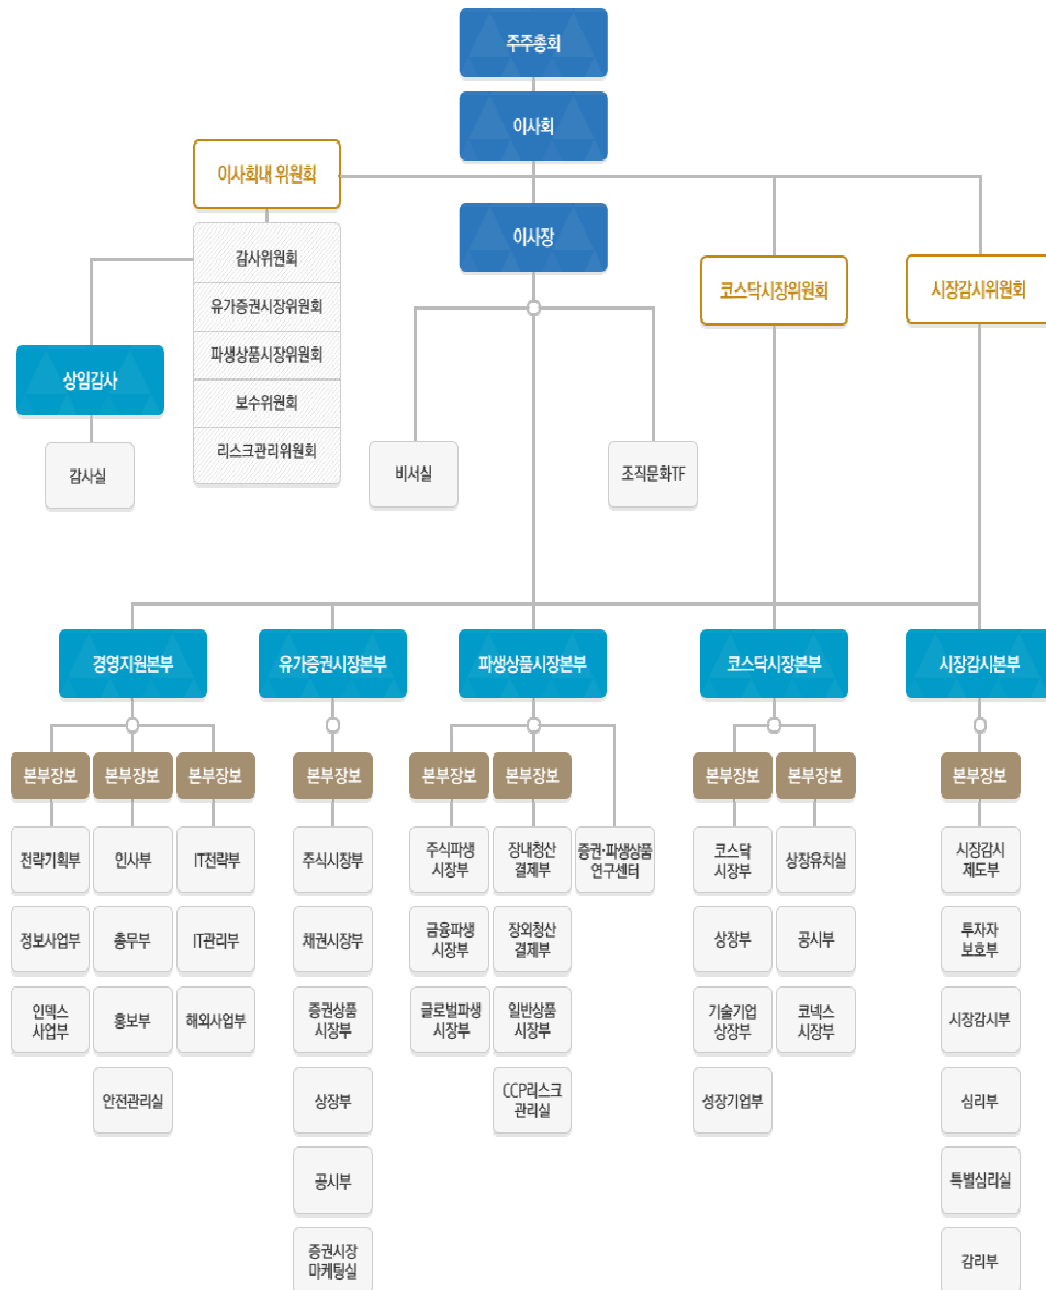 주주총회
이사회
이사회내 위원회
이사장
감사위원회
코스닥시장위원회
시장감시위원회
유가증권시장위원회
파생상품시장위원회
상임감사
보수위원회
리스크관리위원회
감사실
비서실
조직문화TF
경영지원본부
유가증권시장본부
파생상품시장본부
코스닥시장본부
시장감시본부
본부장보
본부장보
본부장보
본부장보
본부장보
본부장보
본부장보
본부장보
본부장보
전략기획부
인사부
IT전략부
주식시장부
주식파생
시장부
장내청산
결제부
증권·파생상품
연구센터
코스닥
시장부
상장유치실
시장감시
제도부
정보사업부
총무부
IT관리부
채권시장부
금융파생
시장부
장외청산
결제부
상장부
공시부
투자자
보호부
인덱스
사업부
홍보부
해외사업부
증권상품
시장부
글로벌파생
시장부
일반상품
시장부
기술기업
상장부
코넥스
시장부
시장감시부
안전관리실
상장부
CCP리스크
관리실
성장기업부
심리부
공시부
특별심리실
증권시장
마케팅실
감리부